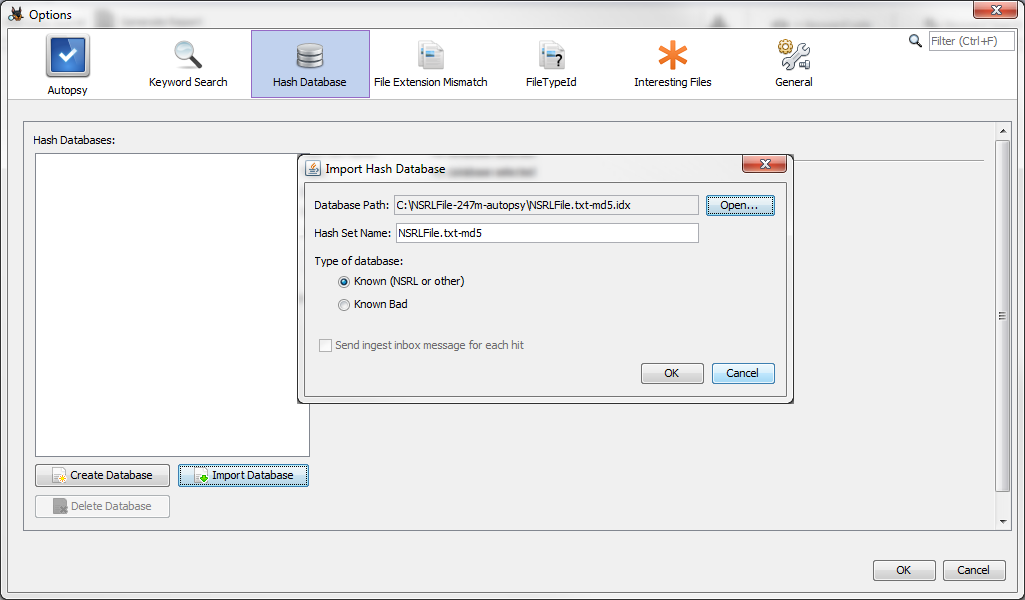 Options
Filter (Ctrl+F)
Autopsy
Keyword Search
Hash Database
File Extension Mismatch
FileTypeId
Interesting Files
General
Hash Databases:
Import Hash Database
Database Path: C:\NSRLFile-247m-autopsy\NSRLFile.txt-md5.idx Open...
Hash Set Name: NSRLFile.txt-md5
Type of database:
Known (NSRL or other)
Known Bad
Send ingest inbox message for each hit
OK Cancel
Create Database Import Database
Delete Database
OK Cancel